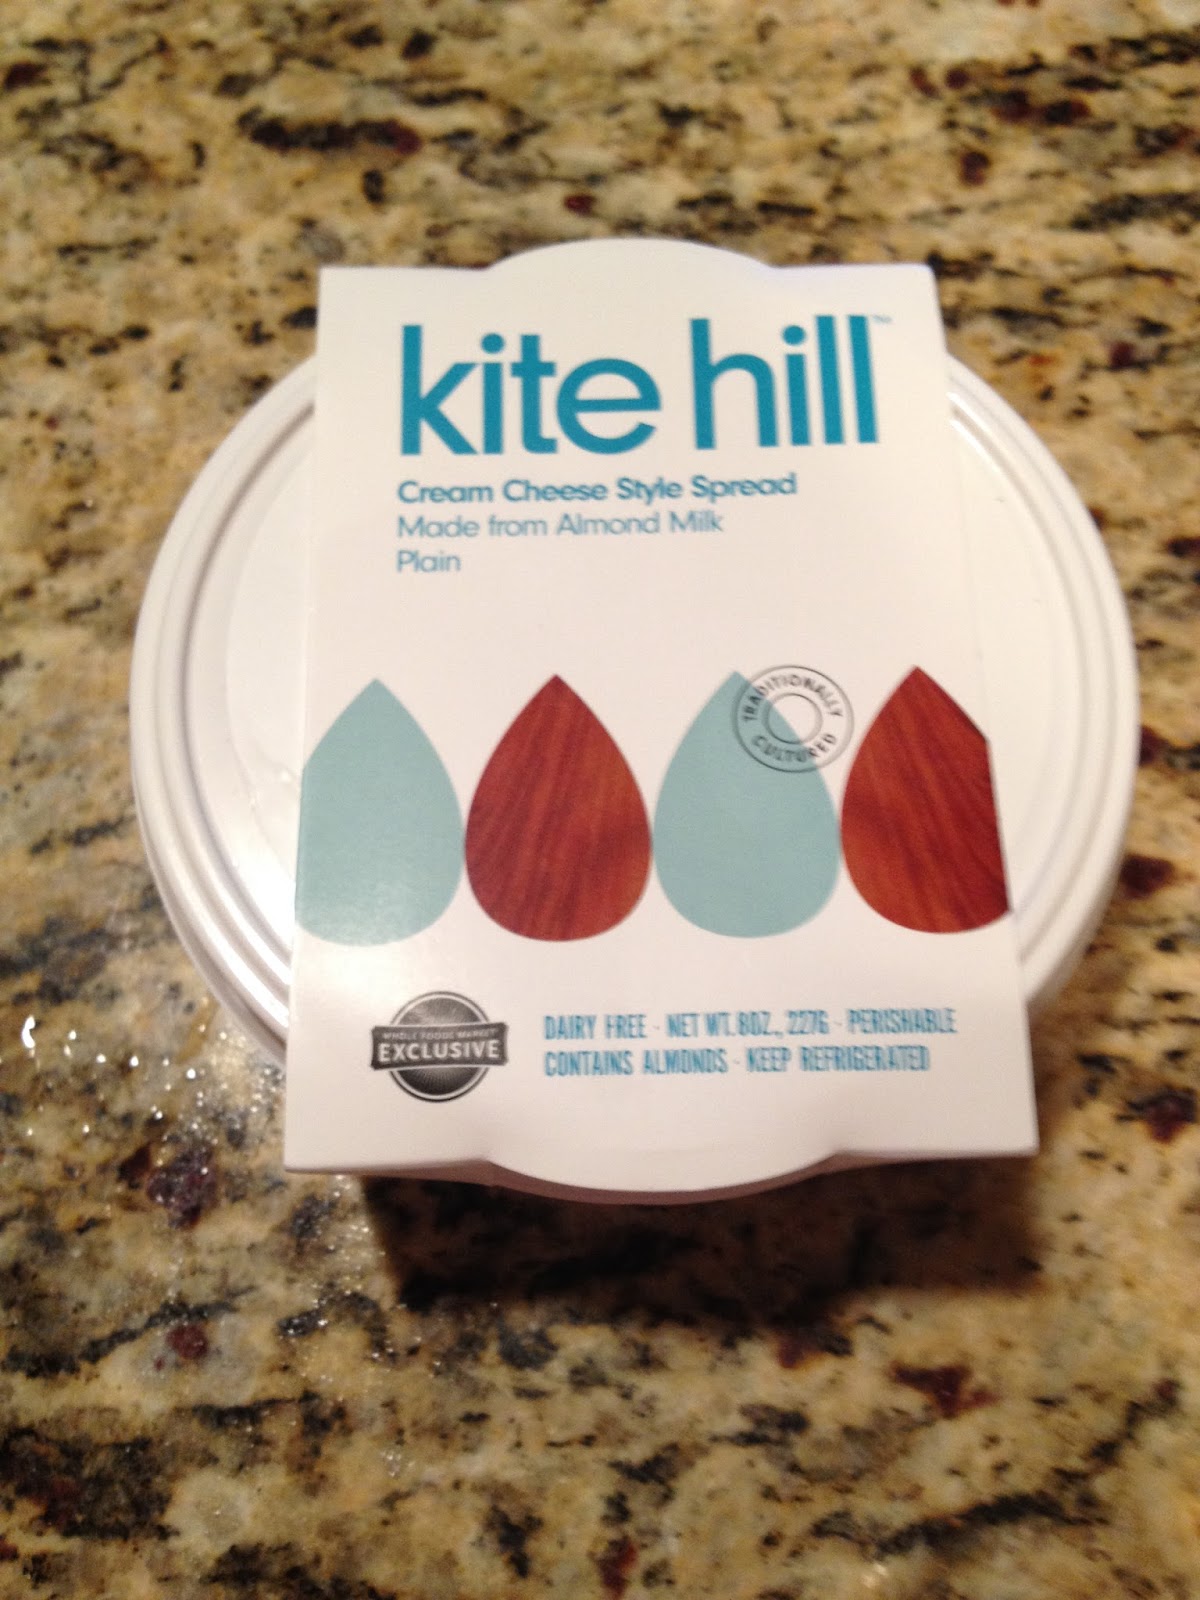 kite hill™
Cream Cheese Style Spread
Made from Almond Milk
Plain
TRADITIONALLY
CULTURED
WHOLE FOODS MARKET
EXCLUSIVE
DAIRY FREE · NET WT. 8OZ., 227G · PERISHABLE
CONTAINS ALMONDS · KEEP REFRIGERATED